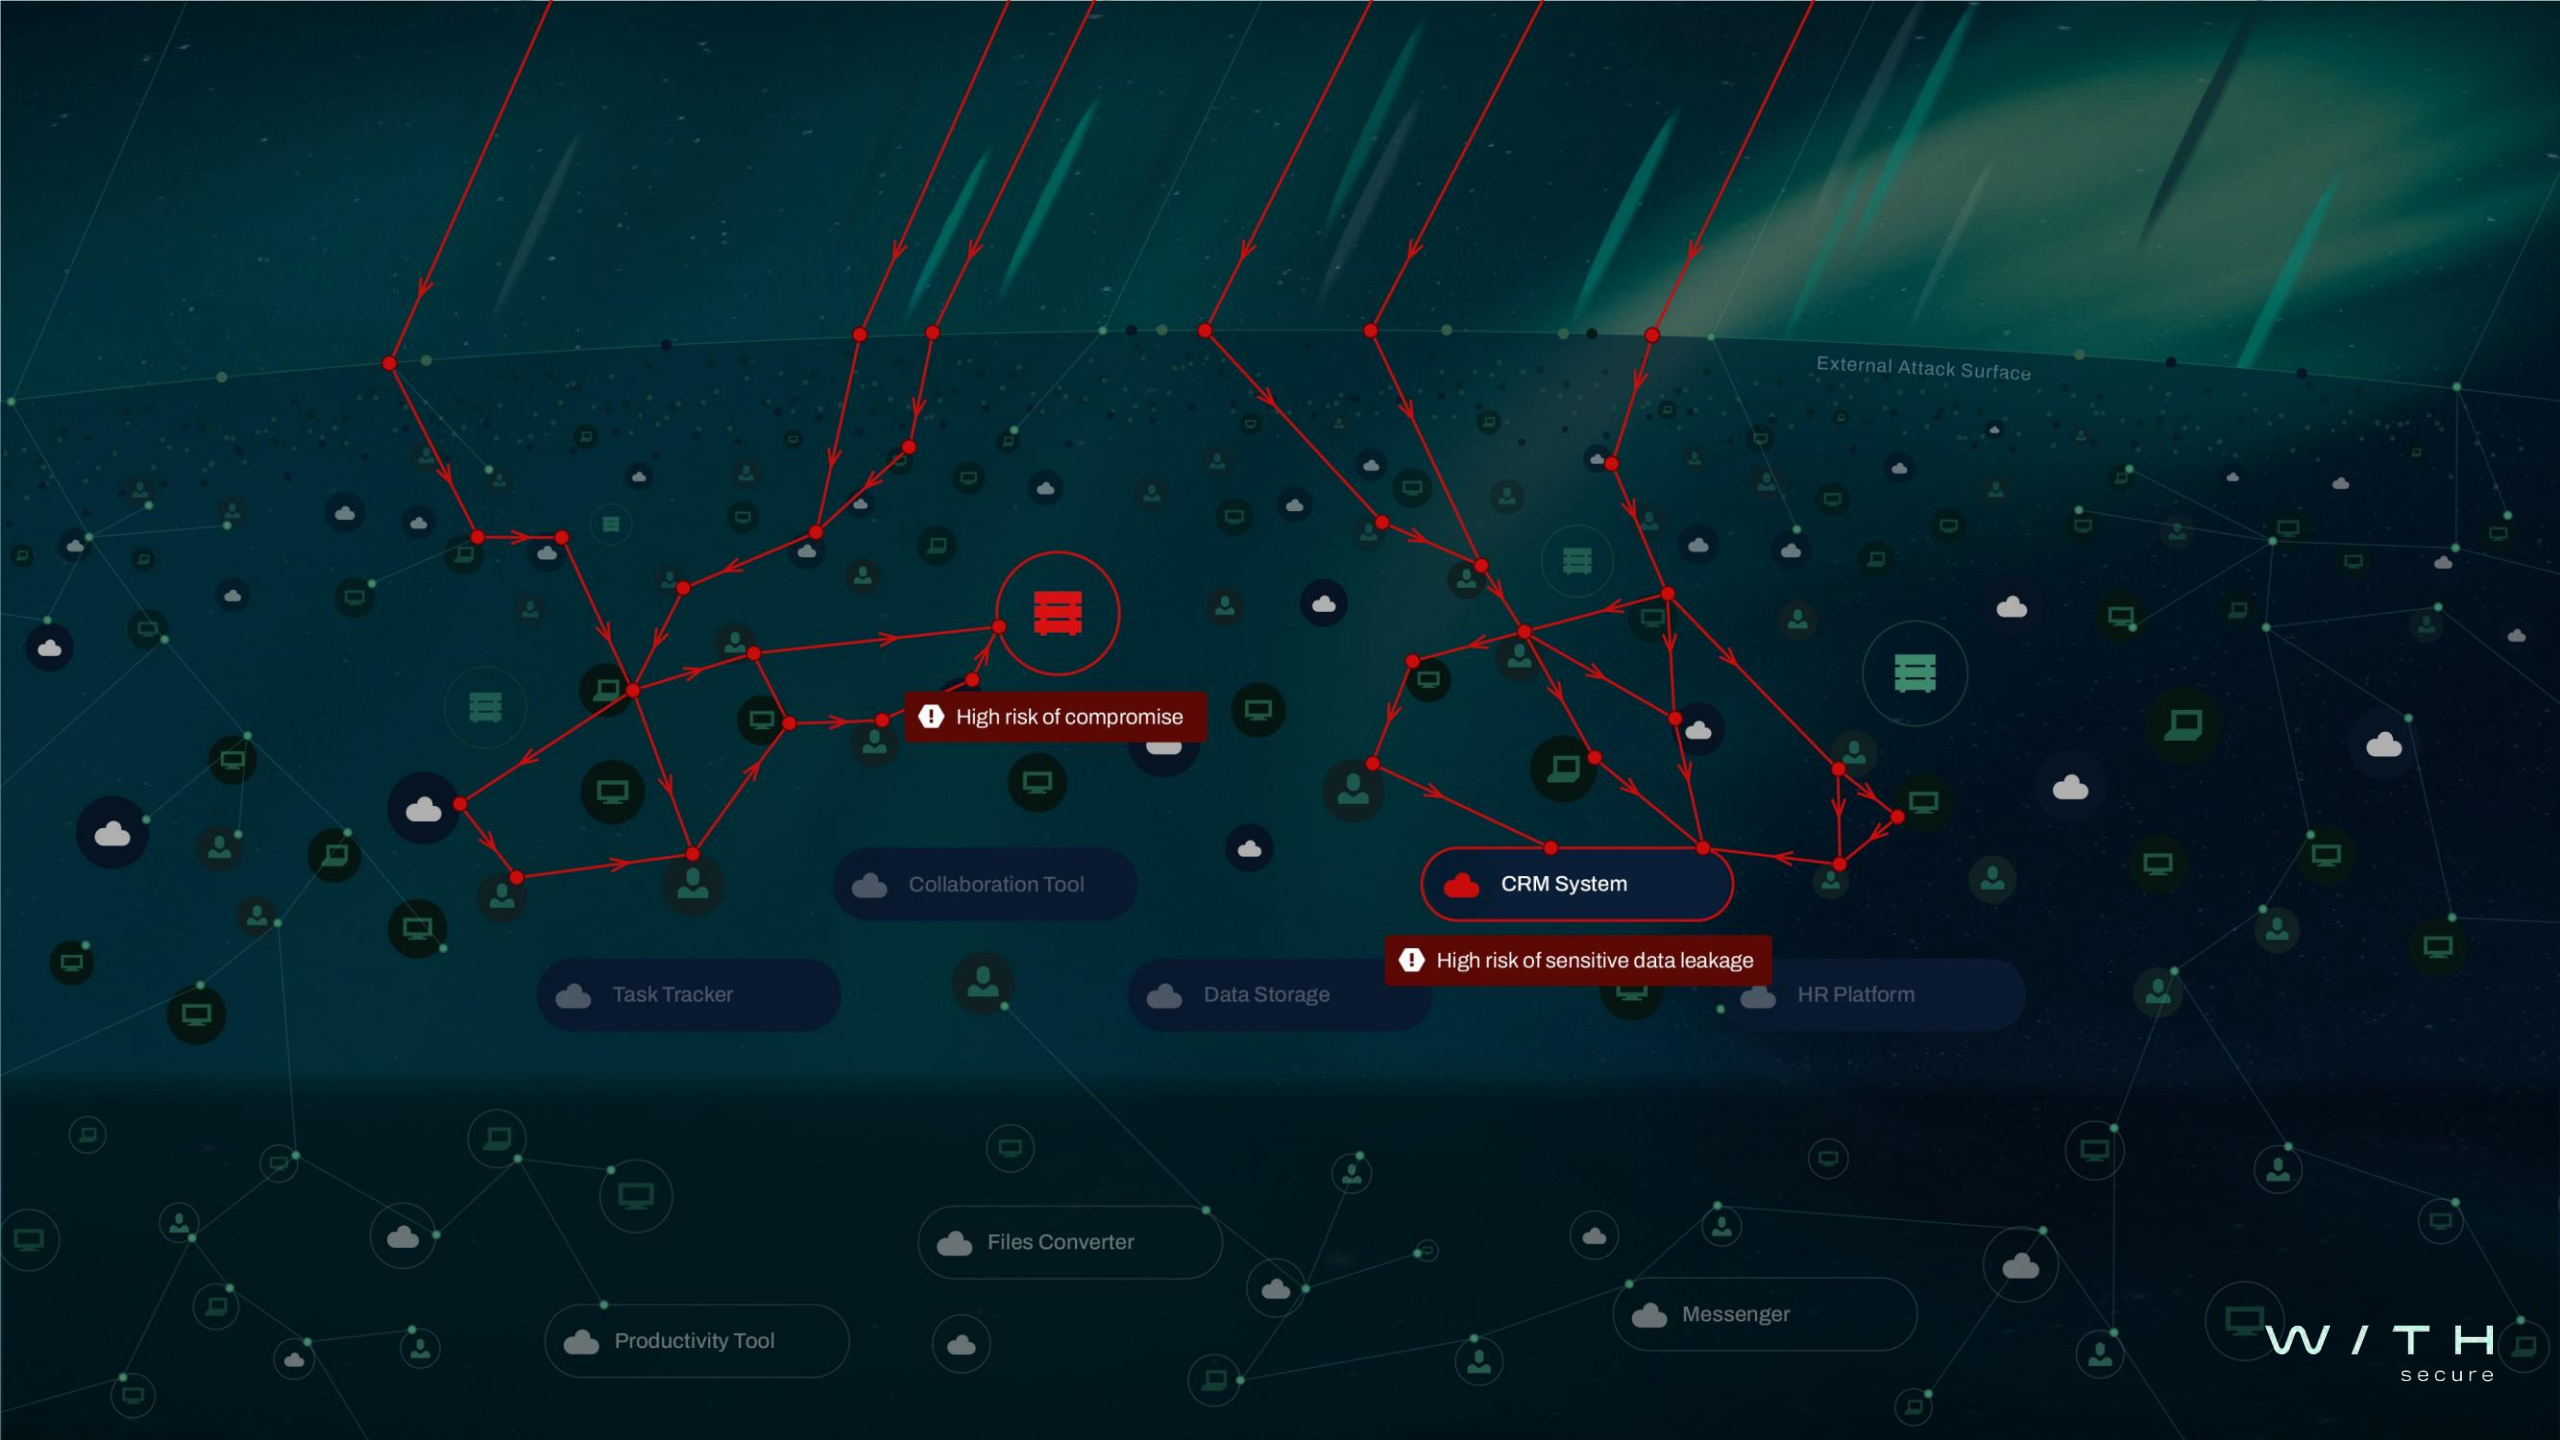 External Attack Surface
High risk of compromise
Collaboration Tool
CRM System
High risk of sensitive data leakage
Task Tracker
Data Storage
HR Platform
Files Converter
Messenger
Productivity Tool
W/TH
secure